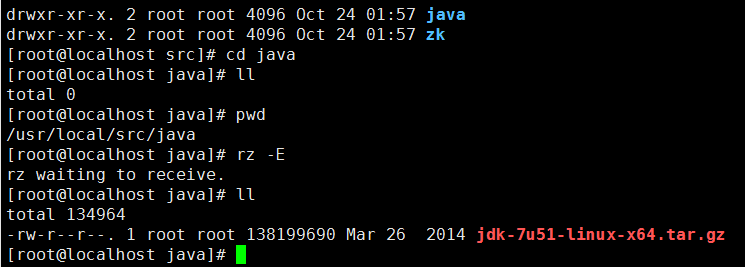 drwxr-xr-x. 2 root root 4096 Oct 24 01:57 java
drwxr-xr-x. 2 root root 4096 Oct 24 01:57 zk
[root@localhost src]# cd java
[root@localhost java]# ll
total 0
[root@localhost java]# pwd
/usr/local/src/java
[root@localhost java]# rz -E
rz waiting to receive.
[root@localhost java]# ll
total 134964
-rw-r--r--. 1 root root 138199690 Mar 26  2014 jdk-7u51-linux-x64.tar.gz
[root@localhost java]#